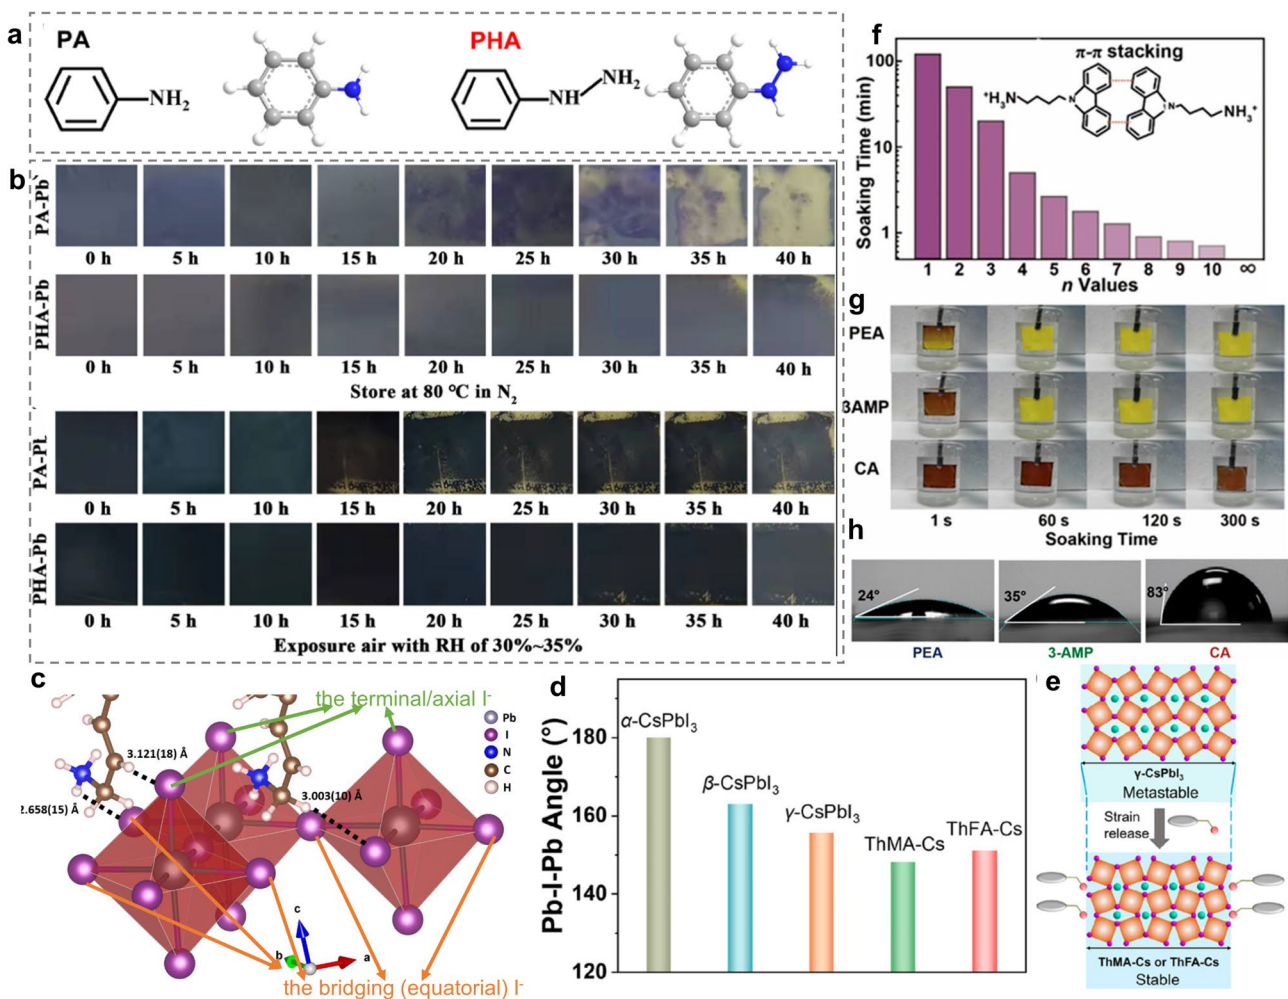 a
PA
NH₂
PHA
NH
NH₂
b
PA-Pb
0 h 5 h 10 h 15 h 20 h 25 h 30 h 35 h 40 h
PHA-Pb
0 h 5 h 10 h 15 h 20 h 25 h 30 h 35 h 40 h
Store at 80 ℃ in N₂
PA-Pl
0 h 5 h 10 h 15 h 20 h 25 h 30 h 35 h 40 h
PHA-Pb
0 h 5 h 10 h 15 h 20 h 25 h 30 h 35 h 40 h
Exposure air with RH of 30%~35%
c
the terminal/axial I⁻
3.121(18) Å
2.658(15) Å
3.003(10) Å
Pb
I
N
C
H
c
b
a
the bridging (equatorial) I⁻
d
Pb-I-Pb Angle (°)
180
160
140
120
α-CsPbI₃
β-CsPbI₃
γ-CsPbI₃
ThMA-Cs
ThFA-Cs
e
γ-CsPbI₃
Metastable
Strain
release
ThMA-Cs or ThFA-Cs
Stable
f
Soaking Time (min)
100
10
1
π-π stacking
⁺H₃N
N
N
NH₃⁺
1 2 3 4 5 6 7 8 9 10 ∞
n Values
g
PEA
3AMP
CA
1 s 60 s 120 s 300 s
Soaking Time
h
24°
35°
83°
PEA
3-AMP
CA